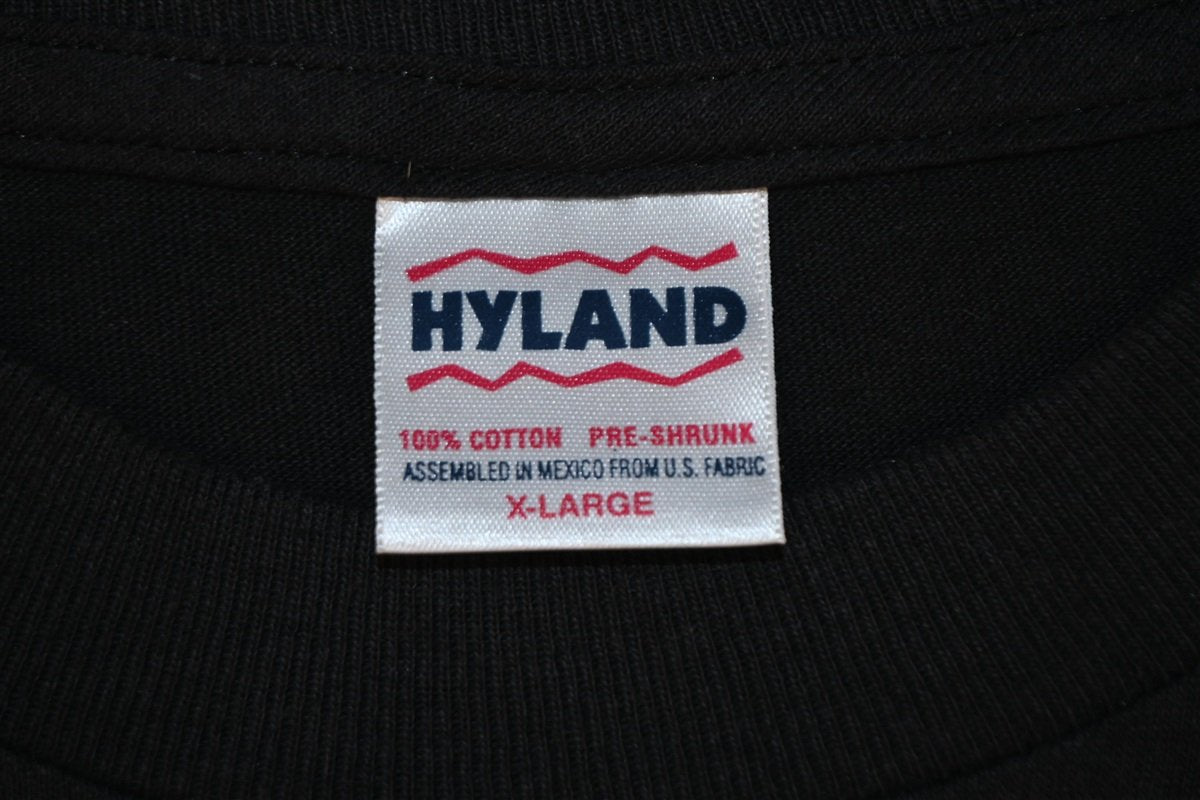 HYLAND
100% COTTON PRE-SHRUNK
ASSEMBLED IN MEXICO FROM U.S. FABRIC
X-LARGE